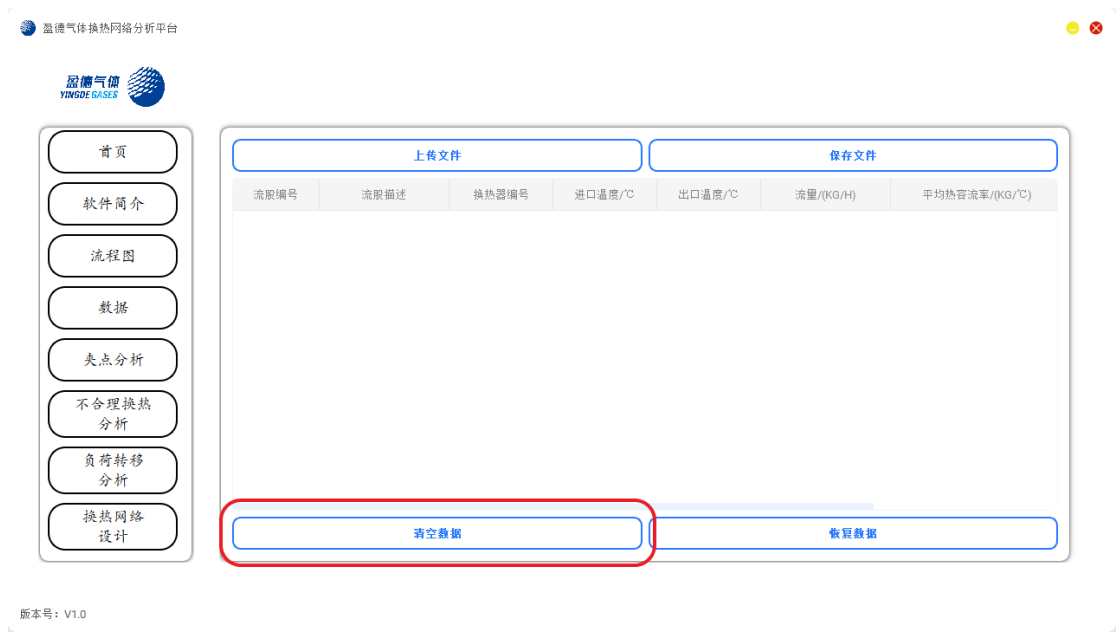 盈德气体换热网络分析平台
盈德气体
YINGDE GASES
首页
软件简介
流程图
数据
夹点分析
不合理换热
分析
负荷转移
分析
换热网络
设计
上传文件
保存文件
流股编号
流股描述
换热器编号
进口温度/℃
出口温度/℃
流量/(KG/H)
平均热容流率/(KG/℃)
清空数据
恢复数据
版本号：V1.0